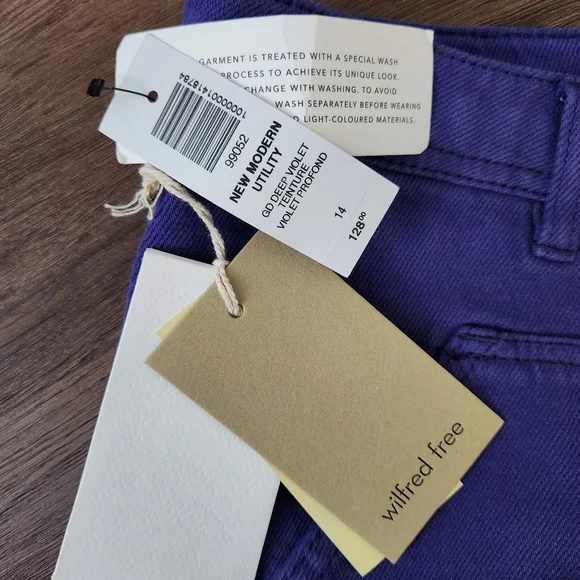 GARMENT IS TREATED WITH A SPECIAL WASH
PROCESS TO ACHIEVE ITS UNIQUE LOOK.
CHANGE WITH WASHING. TO AVOID
WASH SEPARATELY BEFORE WEARING
LIGHT-COLOURED MATERIALS.
10000001418784
99052
NEW MODERN
UTILITY
GD DEEP VIOLET
TEINTURE
VIOLET PROFOND
14
128.00
wilfred free